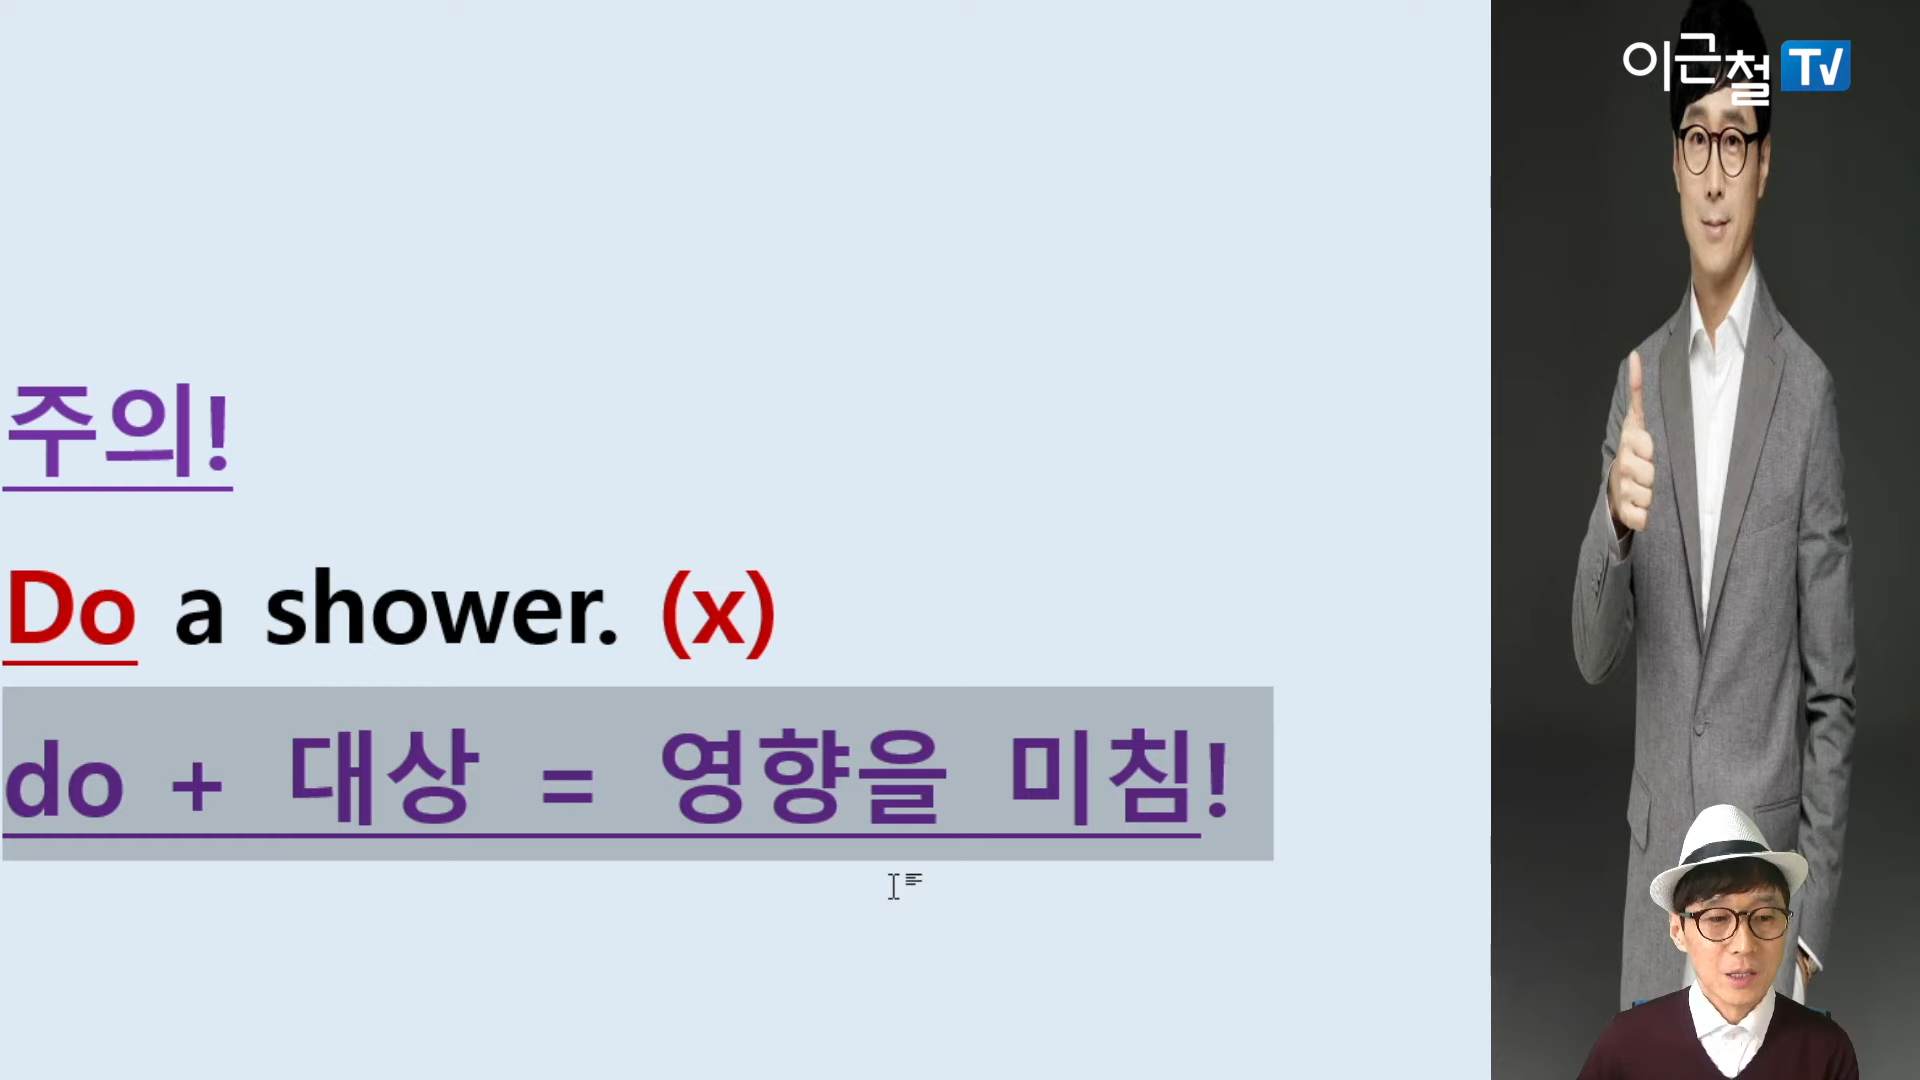 이근철 TV
주의!
Do a shower. (x)
do + 대상 = 영향을 미침!